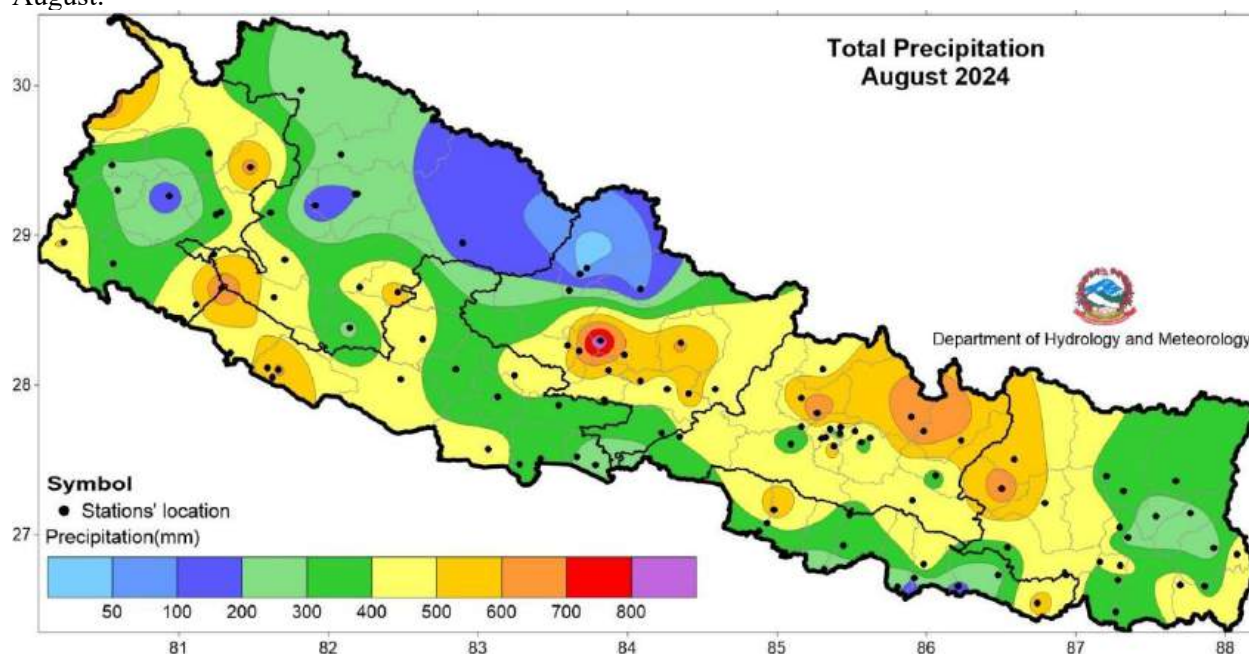 August.
Total Precipitation
August 2024
30
29
Department of Hydrology and Meteorology
28
Symbol
Stations' location
27
Precipitation(mm)
50 100 200 300 400 500 600 700 800
81 82 83 84 85 86 87 88